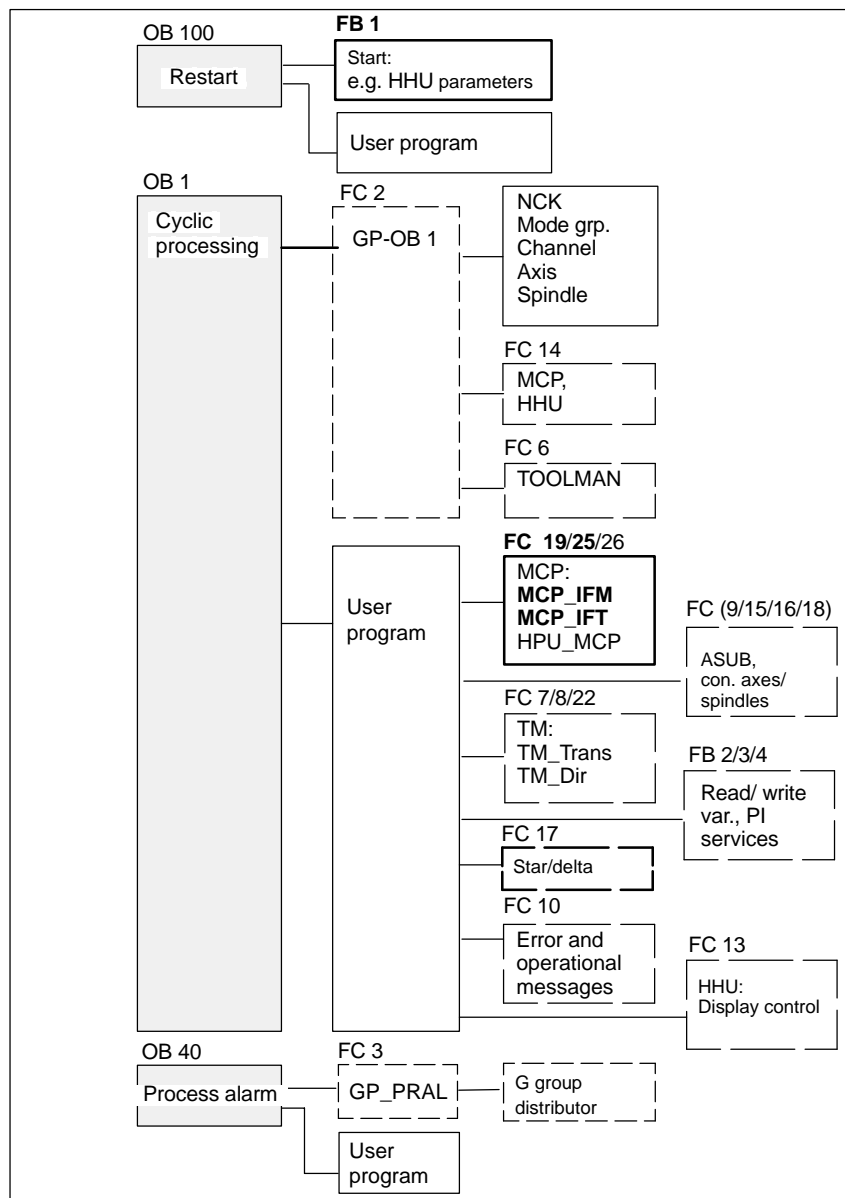 OB 100
FB 1
Restart
Start:
e.g. HHU parameters
User program
OB 1
FC 2
Cyclic
processing
GP-OB 1
NCK
Mode grp.
Channel
Axis
Spindle
FC 14
MCP,
HHU
FC 6
TOOLMAN
FC 19/25/26
User
program
MCP:
MCP_IFM
MCP_IFT
HPU_MCP
FC (9/15/16/18)
ASUB,
con. axes/
spindles
FC 7/8/22
TM:
TM_Trans
TM_Dir
FB 2/3/4
Read/ write
var., PI
services
FC 17
Star/delta
FC 10
Error and
operational
messages
FC 13
HHU:
Display control
OB 40
FC 3
Process alarm
GP_PRAL
G group
distributor
User
program